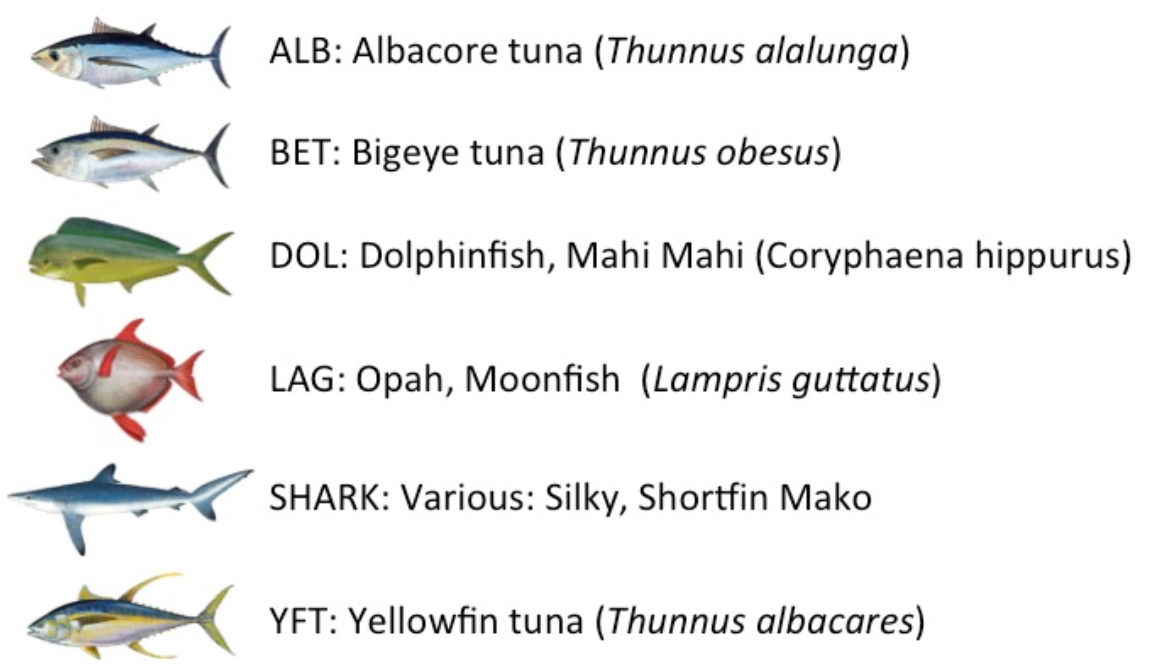 ALB: Albacore tuna (Thunnus alalunga)
BET: Bigeye tuna (Thunnus obesus)
DOL: Dolphinfish, Mahi Mahi (Coryphaena hippurus)
LAG: Opah, Moonfish (Lampris guttatus)
SHARK: Various: Silky, Shortfin Mako
YFT: Yellowfin tuna (Thunnus albacares)